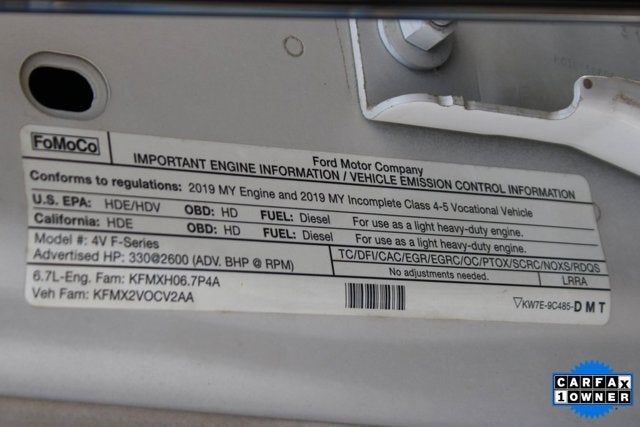 FoMoCo
Ford Motor Company
IMPORTANT ENGINE INFORMATION / VEHICLE EMISSION CONTROL INFORMATION
Conforms to regulations: 2019 MY Engine and 2019 MY Incomplete Class 4-5 Vocational Vehicle
U.S. EPA: HDE/HDV OBD: HD FUEL: Diesel For use as a light heavy-duty engine.
California: HDE OBD: HD FUEL: Diesel For use as a light heavy-duty engine.
Model #: 4V F-Series
Advertised HP: 330@2600 (ADV. BHP @ RPM)
TC/DFI/CAC/EGR/EGRC/OC/PTOX/SCRC/NOXS/RDQS
No adjustments needed. LRRA
6.7L-Eng. Fam: KFMXH06.7P4A
Veh Fam: KFMX2VOCV2AA
KW7E-9C485-DMT
CARFAX
1 OWNER